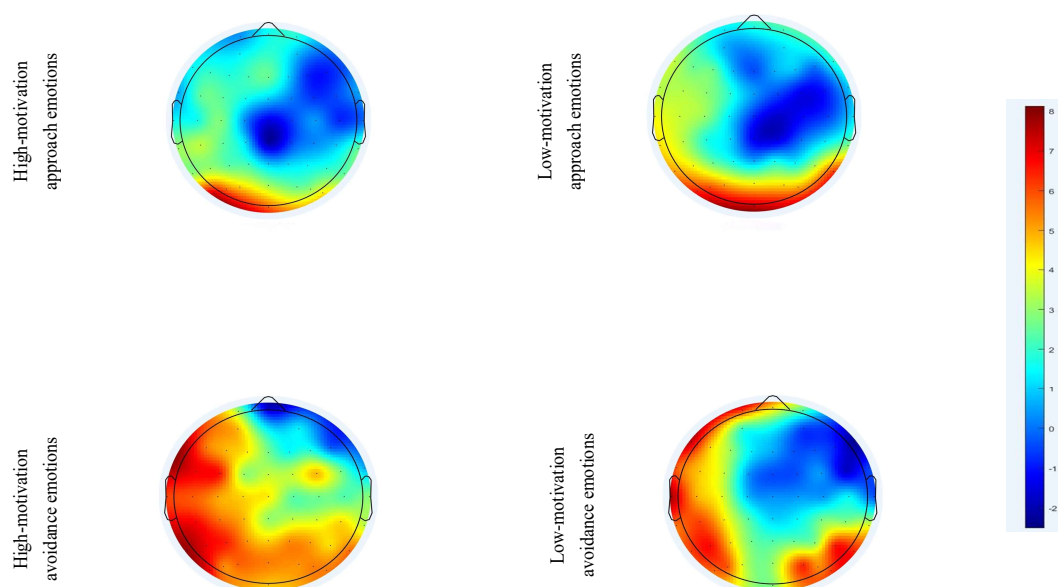 High-motivation
approach emotions
Low-motivation
approach emotions
8
7
6
5
4
3
2
1
0
-1
-2
High-motivation
avoidance emotions
Low-motivation
avoidance emotions